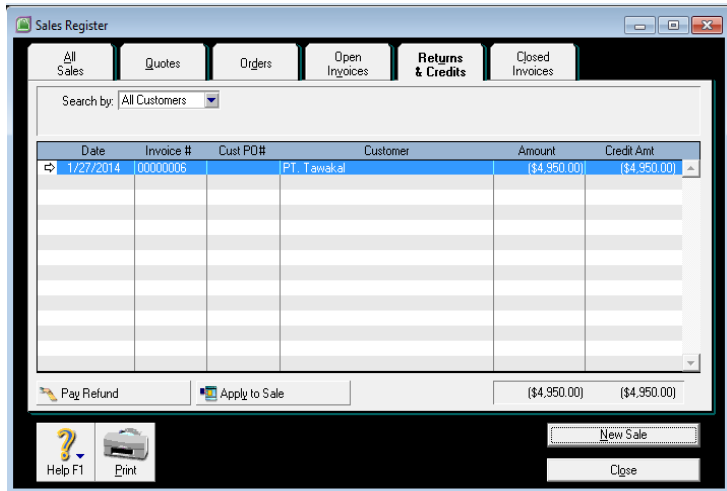 Sales Register
All Sales
Quotes
Orders
Open Invoices
Returns & Credits
Closed Invoices
Search by: All Customers
Date Invoice # Cust PO# Customer Amount Credit Amt
1/27/2014 00000006 PT. Tawakal ($4,950.00) ($4,950.00)
Pay Refund
Apply to Sale
($4,950.00) ($4,950.00)
Help F1
Print
New Sale
Close